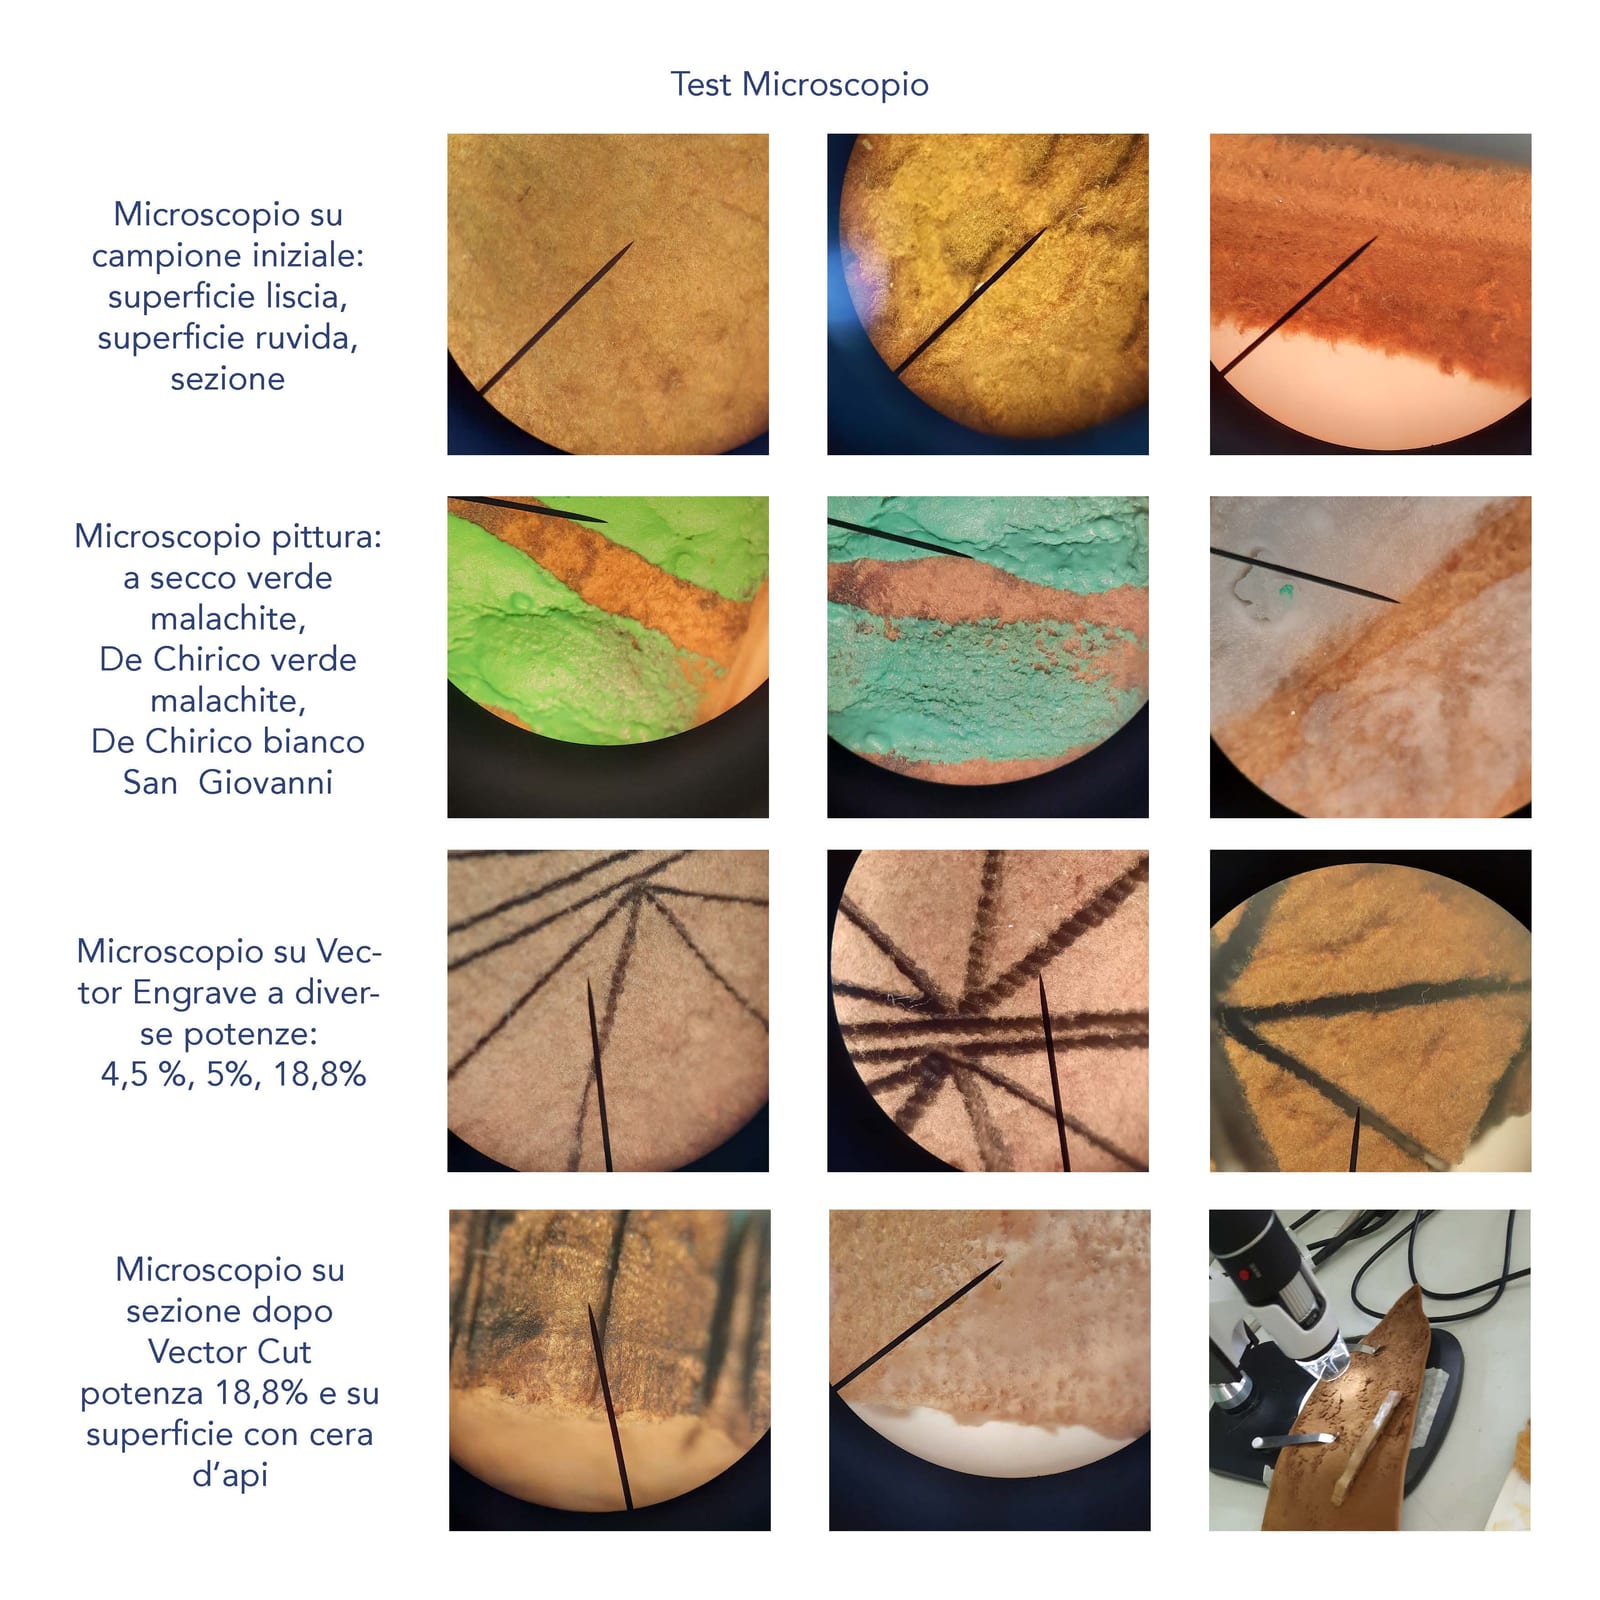 Test Microscopio
Microscopio su
campione iniziale:
superficie liscia,
superficie ruvida,
sezione
Microscopio pittura:
a secco verde
malachite,
De Chirico verde
malachite,
De Chirico bianco
San  Giovanni
Microscopio su Vec-
tor Engrave a diver-
se potenze:
4,5 %, 5%, 18,8%
Microscopio su
sezione dopo
Vector Cut
potenza 18,8% e su
superficie con cera
d’api